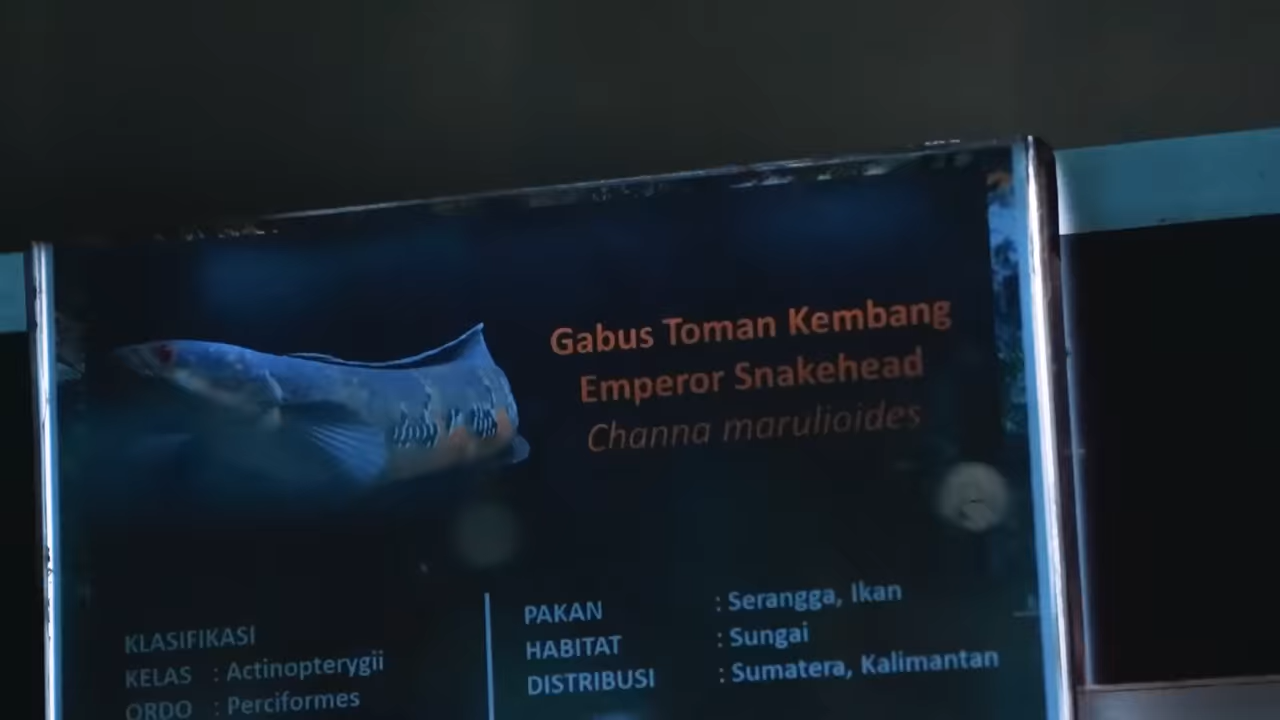 Gabus Toman Kembang
Emperor Snakehead
Channa marulioides
KLASIFIKASI
KELAS : Actinopterygii
ORDO : Perciformes
PAKAN : Serangga, Ikan
HABITAT : Sungai
DISTRIBUSI : Sumatera, Kalimantan